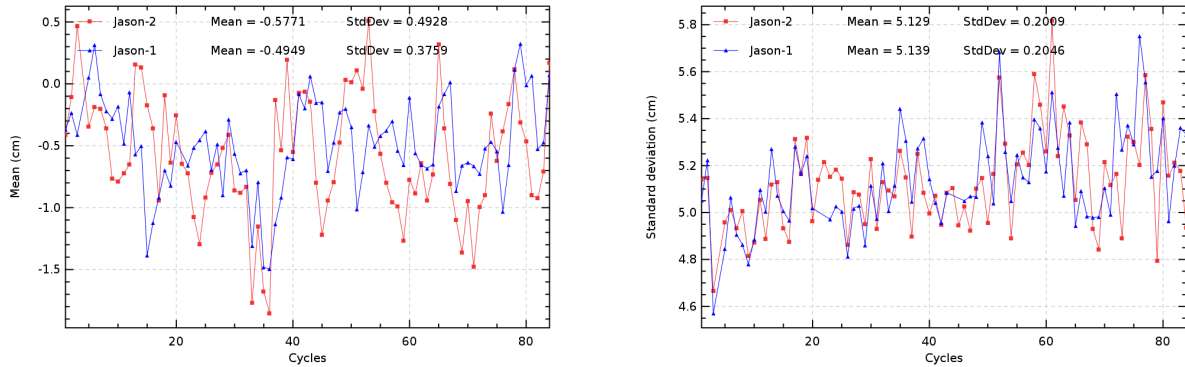 0.5
0.0
-0.5
-1.0
-1.5
Mean (cm)
Jason-2 Mean = -0.5771 StdDev = 0.4928
Jason-1 Mean = -0.4949 StdDev = 0.3759
20 40 60 80
Cycles
5.8
5.6
5.4
5.2
5.0
4.8
4.6
Standard deviation (cm)
Jason-2 Mean = 5.129 StdDev = 0.2009
Jason-1 Mean = 5.139 StdDev = 0.2046
20 40 60 80
Cycles